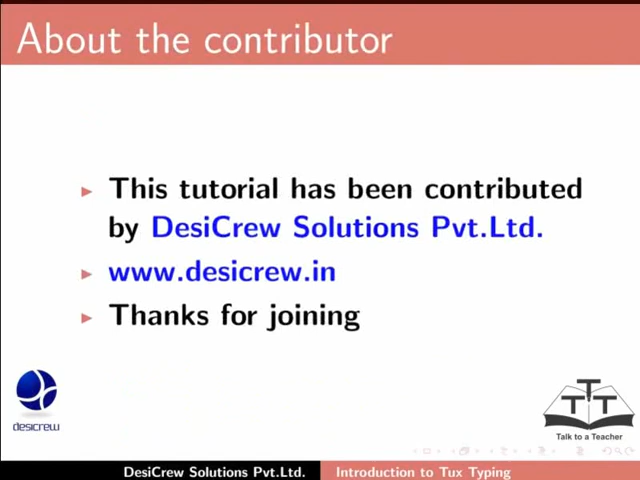 About the contributor
This tutorial has been contributed
by DesiCrew Solutions Pvt.Ltd.
www.desicrew.in
Thanks for joining
desicrew
TTT
Talk to a Teacher
DesiCrew Solutions Pvt.Ltd. Introduction to Tux Typing